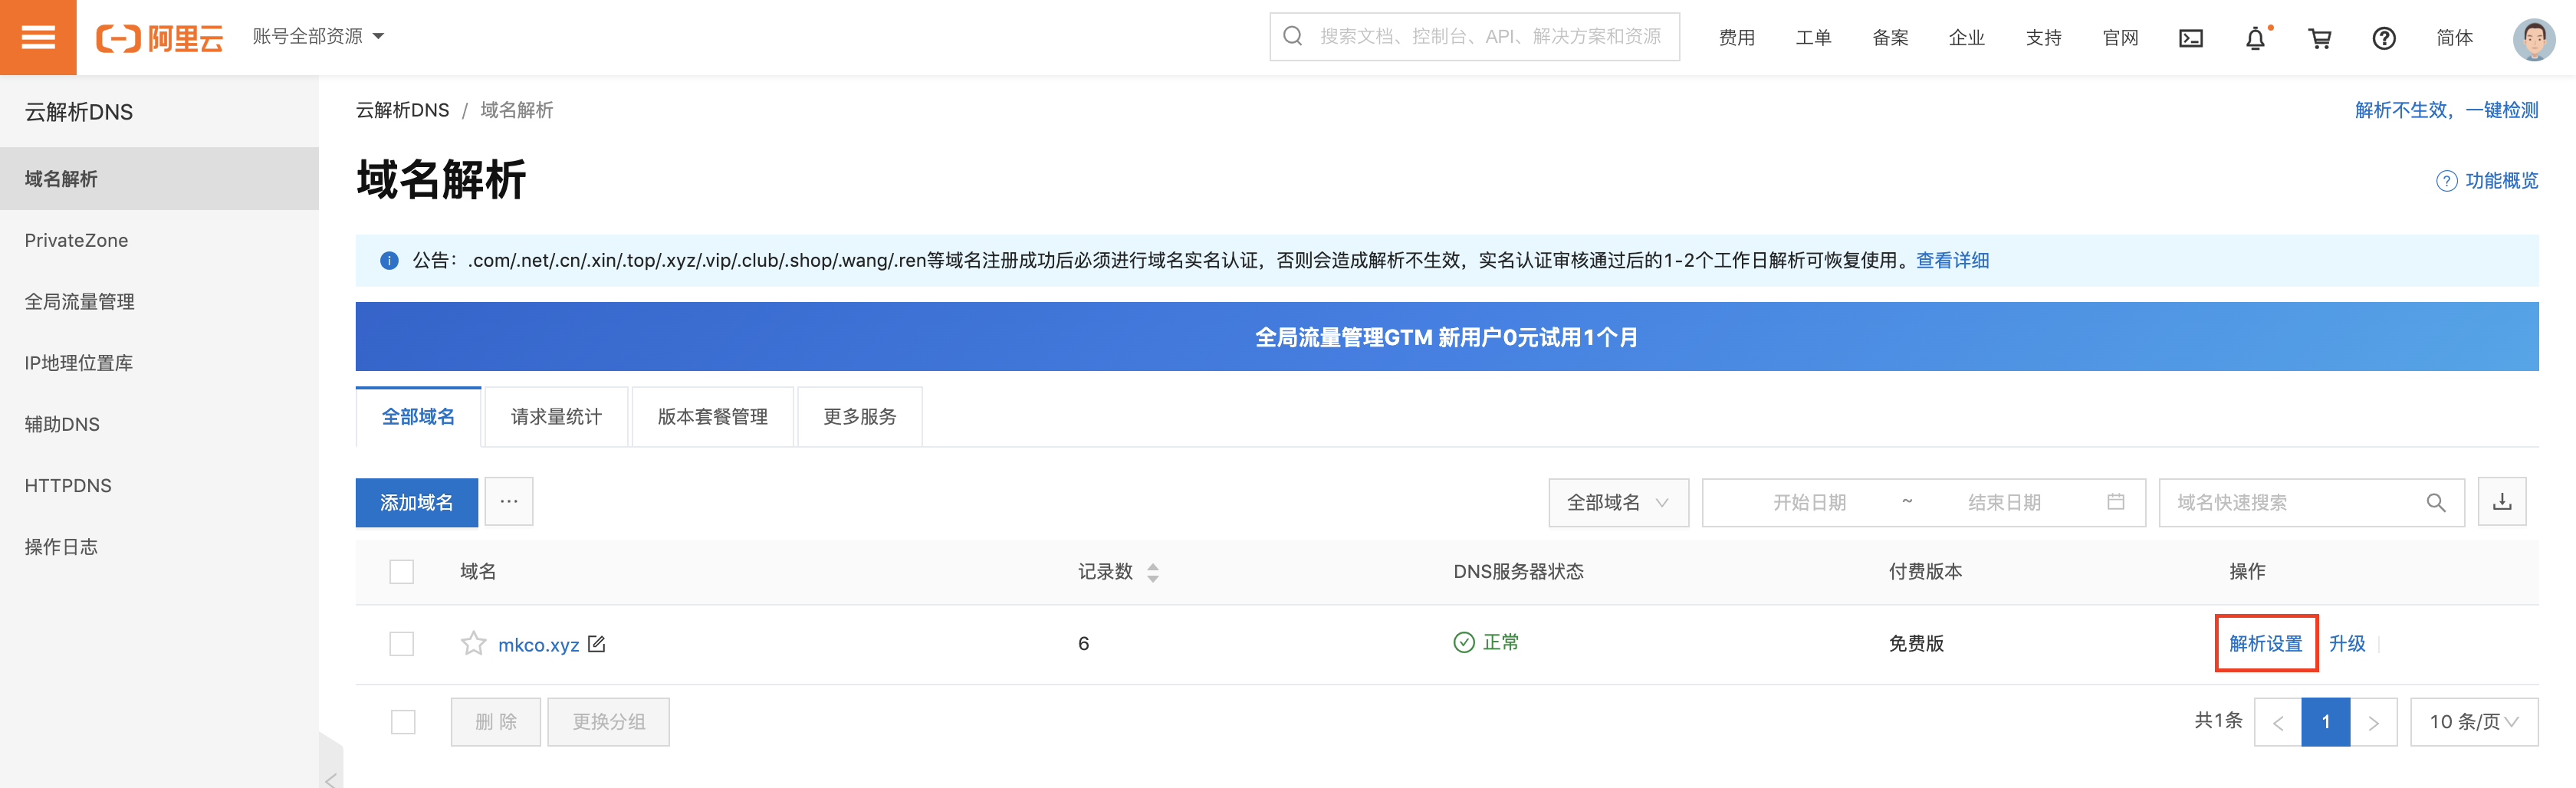 阿里云 账号全部资源 搜索文档、控制台、API、解决方案和资源 费用 工单 备案 企业 支持 官网 简体
云解析DNS
域名解析
PrivateZone
全局流量管理
IP地理位置库
辅助DNS
HTTPDNS
操作日志
云解析DNS / 域名解析 解析不生效，一键检测
域名解析 功能概览
公告：.com/.net/.cn/.xin/.top/.xyz/.vip/.club/.shop/.wang/.ren等域名注册成功后必须进行域名实名认证，否则会造成解析不生效，实名认证审核通过后的1-2个工作日解析可恢复使用。查看详细
全局流量管理GTM 新用户0元试用1个月
全部域名 请求量统计 版本套餐管理 更多服务
添加域名 ... 全部域名 开始日期 ~ 结束日期 域名快速搜索
域名 记录数 DNS服务器状态 付费版本 操作
mkco.xyz 6 正常 免费版 解析设置 升级
删 除 更换分组 共1条 < 1 > 10 条/页